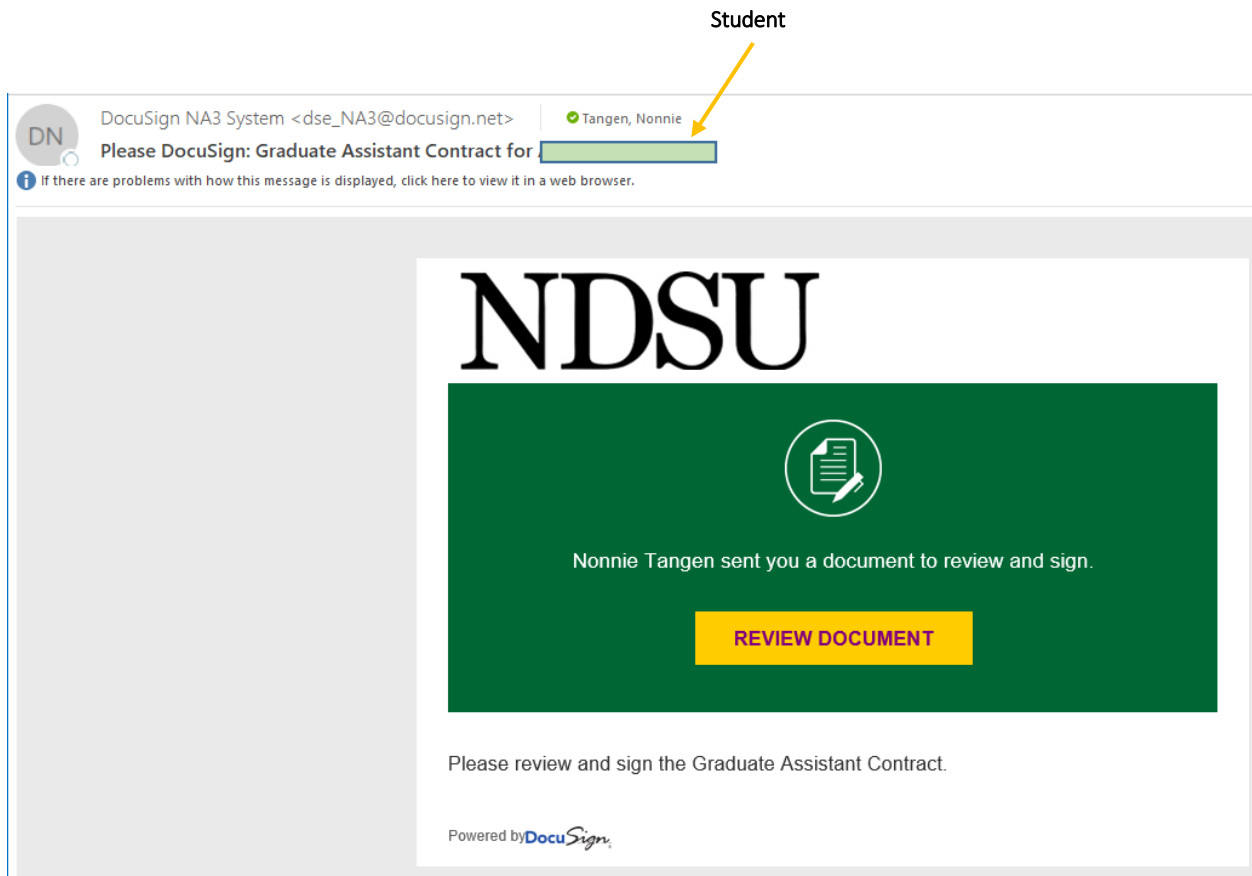 Student
DN
DocuSign NA3 System <dse_NA3@docusign.net>
Tangen, Nonnie
Please DocuSign: Graduate Assistant Contract for
If there are problems with how this message is displayed, click here to view it in a web browser.
NDSU
Nonnie Tangen sent you a document to review and sign.
REVIEW DOCUMENT
Please review and sign the Graduate Assistant Contract.
Powered by DocuSign